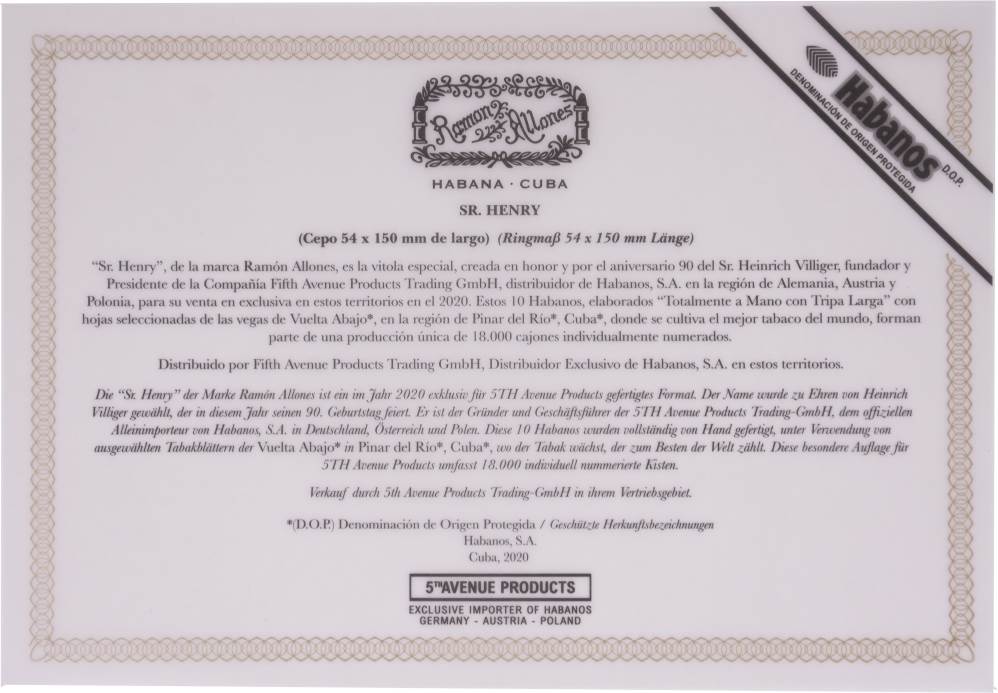 Ramon Allones
HABANA · CUBA
Habanos D.O.P.
DENOMINACIÓN DE ORIGEN PROTEGIDA
SR. HENRY
(Cepo 54 x 150 mm de largo) (Ringmaß 54 x 150 mm Länge)
“Sr. Henry”, de la marca Ramón Allones, es la vitola especial, creada en honor y por el aniversario 90 del Sr. Heinrich Villiger, fundador y
Presidente de la Compañía Fifth Avenue Products Trading GmbH, distribuidor de Habanos, S.A. en la región de Alemania, Austria y
Polonia, para su venta en exclusiva en estos territorios en el 2020. Estos 10 Habanos, elaborados “Totalmente a Mano con Tripa Larga” con
hojas seleccionadas de las vegas de Vuelta Abajo*, en la región de Pinar del Río*, Cuba*, donde se cultiva el mejor tabaco del mundo, forman
parte de una producción única de 18.000 cajones individualmente numerados.
Distribuido por Fifth Avenue Products Trading GmbH, Distribuidor Exclusivo de Habanos, S.A. en estos territorios.
Die “Sr. Henry” der Marke Ramón Allones ist ein im Jahr 2020 exklusiv für 5TH Avenue Products gefertigtes Format. Der Name wurde zu Ehren von Heinrich
Villiger gewählt, der in diesem Jahr seinen 90. Geburtstag feiert. Er ist der Gründer und Geschäftsführer der 5TH Avenue Products Trading-GmbH, dem offiziellen
Alleinimporteur von Habanos, S.A. in Deutschland, Österreich und Polen. Diese 10 Habanos wurden vollständig von Hand gefertigt, unter Verwendung von
ausgewählten Tabakblättern der Vuelta Abajo* in Pinar del Río*, Cuba*, wo der Tabak wächst, der zum Besten der Welt zählt. Diese besondere Auflage für
5TH Avenue Products umfasst 18.000 individuell nummerierte Kisten.
Verkauf durch 5th Avenue Products Trading-GmbH in ihrem Vertriebsgebiet.
*(D.O.P.) Denominación de Origen Protegida / Geschützte Herkunftsbezeichnungen
Habanos, S.A.
Cuba, 2020
5TH AVENUE PRODUCTS
EXCLUSIVE IMPORTER OF HABANOS
GERMANY - AUSTRIA - POLAND